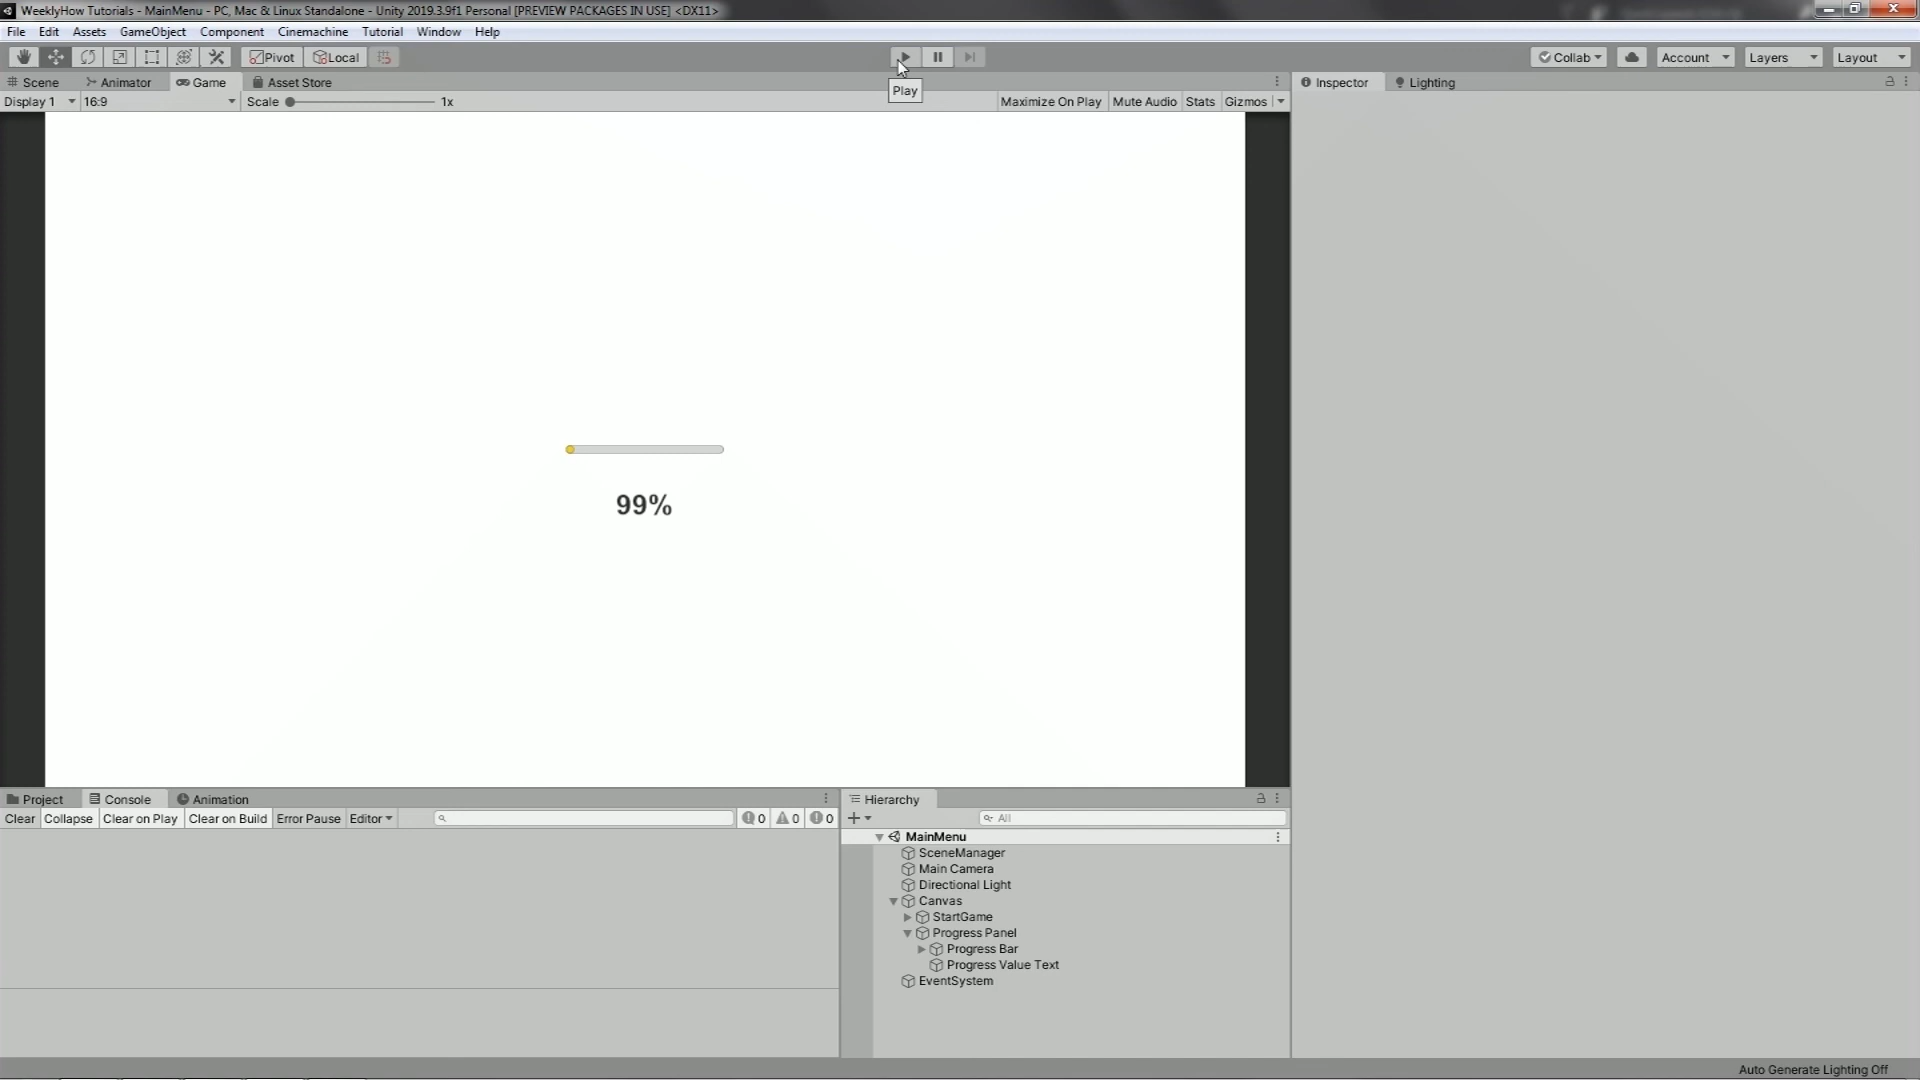 WeeklyHow Tutorials - MainMenu - PC, Mac & Linux Standalone - Unity 2019.3.9f1 Personal [PREVIEW PACKAGES IN USE] <DX11>
File Edit Assets GameObject Component Cinemachine Tutorial Window Help
Pivot Local Collab Account Layers Layout
Scene Animator Game Asset Store Inspector Lighting
Play
Display 1 16:9 Scale 1x Maximize On Play Mute Audio Stats Gizmos
99%
Project Console Animation Hierarchy
Clear Collapse Clear on Play Clear on Build Error Pause Editor 0 0 0 All
MainMenu
SceneManager
Main Camera
Directional Light
Canvas
StartGame
Progress Panel
Progress Bar
Progress Value Text
EventSystem
Auto Generate Lighting Off